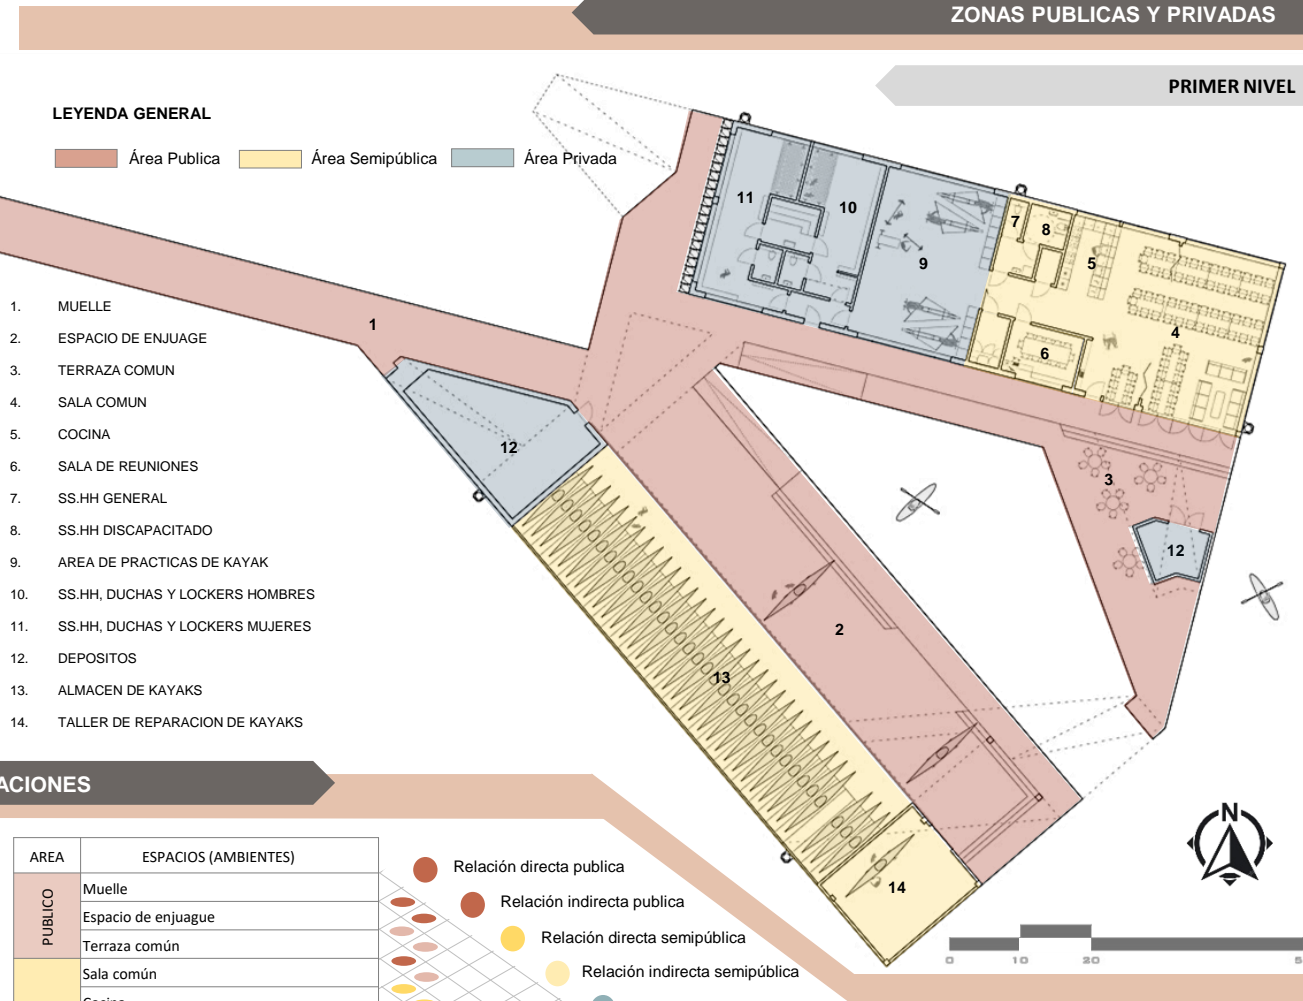 ZONAS PUBLICAS Y PRIVADAS
PRIMER NIVEL
LEYENDA GENERAL
Área Publica
Área Semipública
Área Privada
1. MUELLE
2. ESPACIO DE ENJUAGE
3. TERRAZA COMUN
4. SALA COMUN
5. COCINA
6. SALA DE REUNIONES
7. SS.HH GENERAL
8. SS.HH DISCAPACITADO
9. AREA DE PRACTICAS DE KAYAK
10. SS.HH, DUCHAS Y LOCKERS HOMBRES
11. SS.HH, DUCHAS Y LOCKERS MUJERES
12. DEPOSITOS
13. ALMACEN DE KAYAKS
14. TALLER DE REPARACION DE KAYAKS
11
10
9
7
8
5
4
6
1
12
3
12
2
13
14
N
0 10 20 5
ACIONES
AREA ESPACIOS (AMBIENTES)
PUBLICO
Muelle
Espacio de enjuague
Terraza común
Sala común
Cocina
Relación directa publica
Relación indirecta publica
Relación directa semipública
Relación indirecta semipública